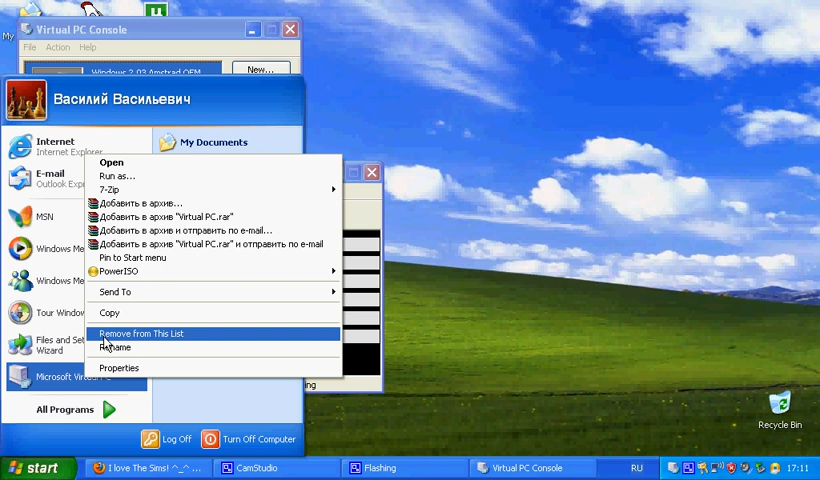 My
Virtual PC Console
File Action Help
Windows 2.03 Amstrad OEM
New...
Василий Васильевич
Internet
Internet Explorer
My Documents
E-mail
Outlook Expr
MSN
Windows Me
Windows Me
Tour Window
Files and Set
Wizard
Microsoft Virtual PC
All Programs
Open
Run as...
7-Zip
Добавить в архив...
Добавить в архив "Virtual PC.rar"
Добавить в архив и отправить по e-mail...
Добавить в архив "Virtual PC.rar" и отправить по e-mail
Pin to Start menu
PowerISO
Send To
Copy
Remove from This List
Rename
Properties
Log Off
Turn Off Computer
Recycle Bin
start
I love The Sims! ^_^ ...
CamStudio
Flashing
Virtual PC Console
RU
17:11